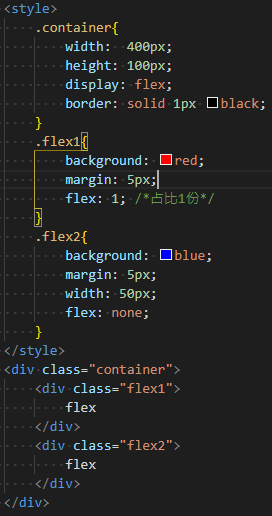 <style>
.container{
width: 400px;
height: 100px;
display: flex;
border: solid 1px black;
}
.flex1{
background: red;
margin: 5px;
flex: 1; /*占比1份*/
}
.flex2{
background: blue;
margin: 5px;
width: 50px;
flex: none;
}
</style>
<div class="container">
<div class="flex1">
flex
</div>
<div class="flex2">
flex
</div>
</div>